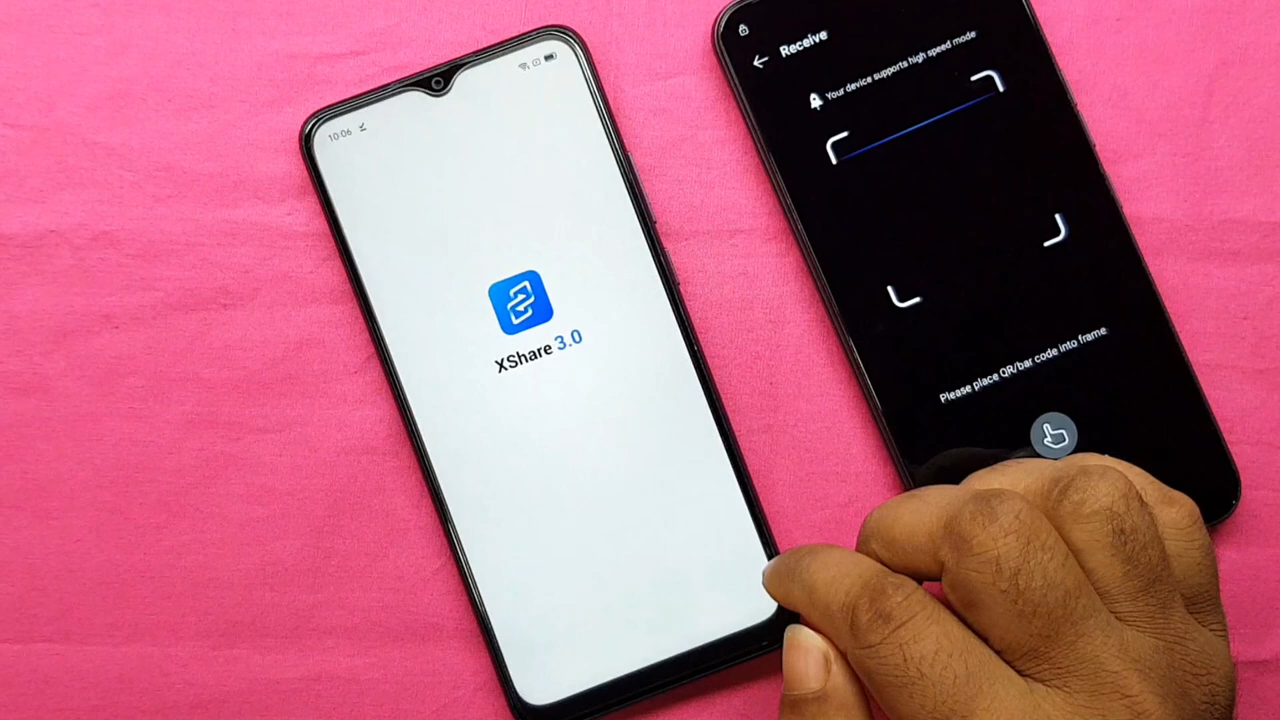 10:06
XShare 3.0
Receive
Your device supports high speed mode
Please place QR/bar code into frame